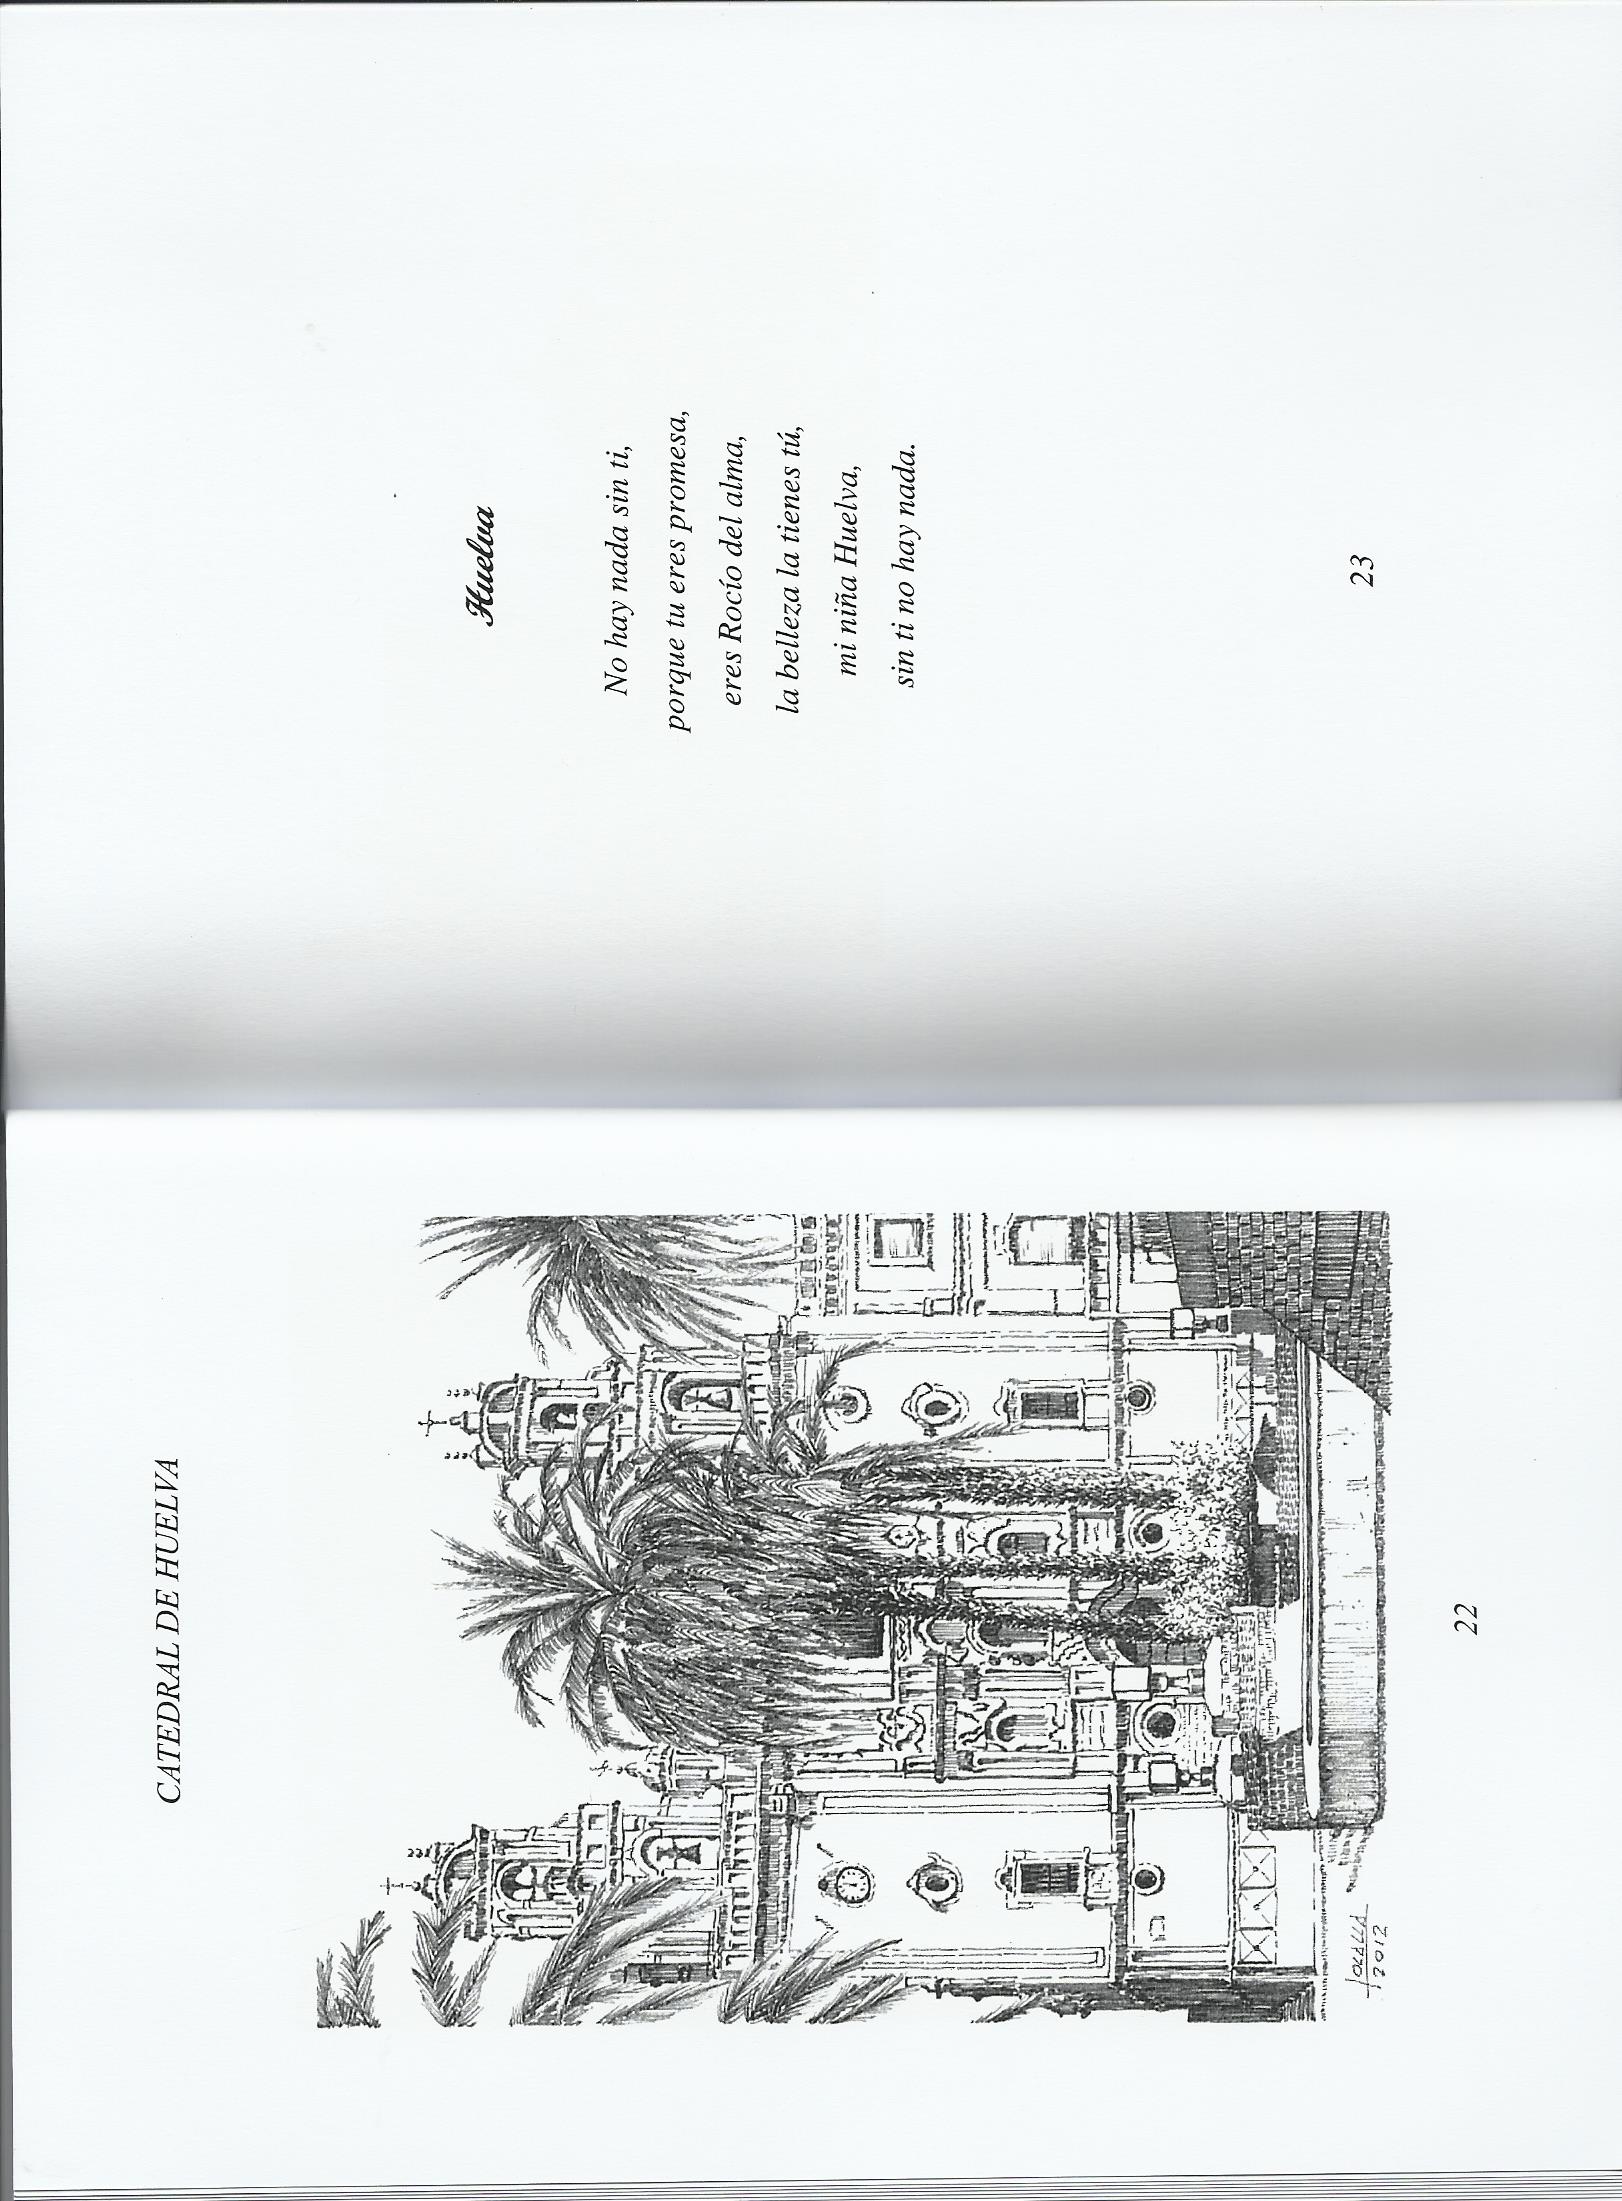 CATEDRAL DE HUELVA
2012
22
Huelva
No hay nada sin ti,
porque tu eres promesa,
eres Rocío del alma,
la belleza la tienes tú,
mi niña Huelva,
sin ti no hay nada.
23